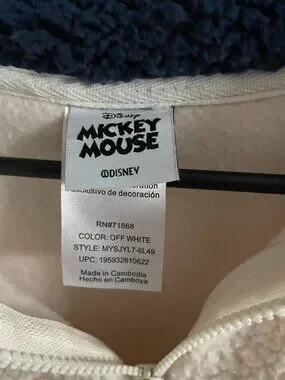 Disney
MICKEY
MOUSE
©DISNEY
exclusivo de decoración
RN#71868
COLOR: OFF WHITE
STYLE: MYSJYL7-6L49
UPC: 195932610622
Made in Cambodia
Hecho en Camboya